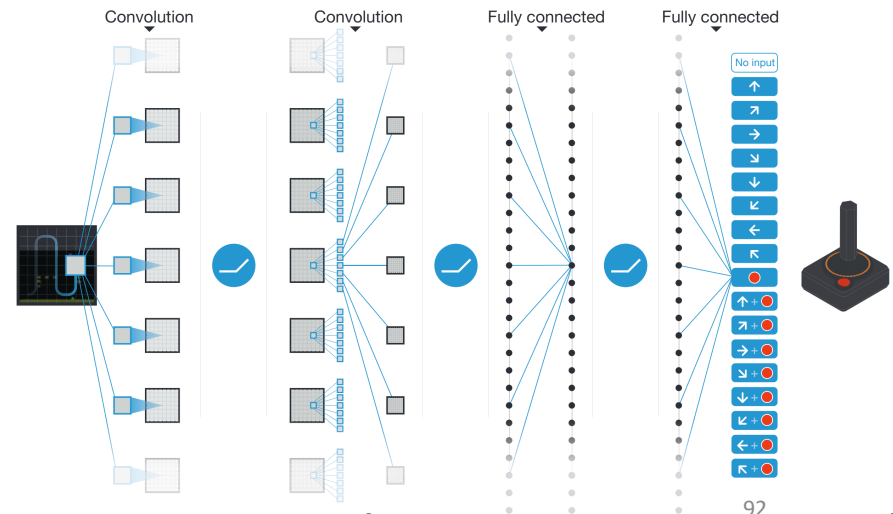 Convolution
Convolution
Fully connected
Fully connected
No input
+
+
+
+
+
+
+
+
92